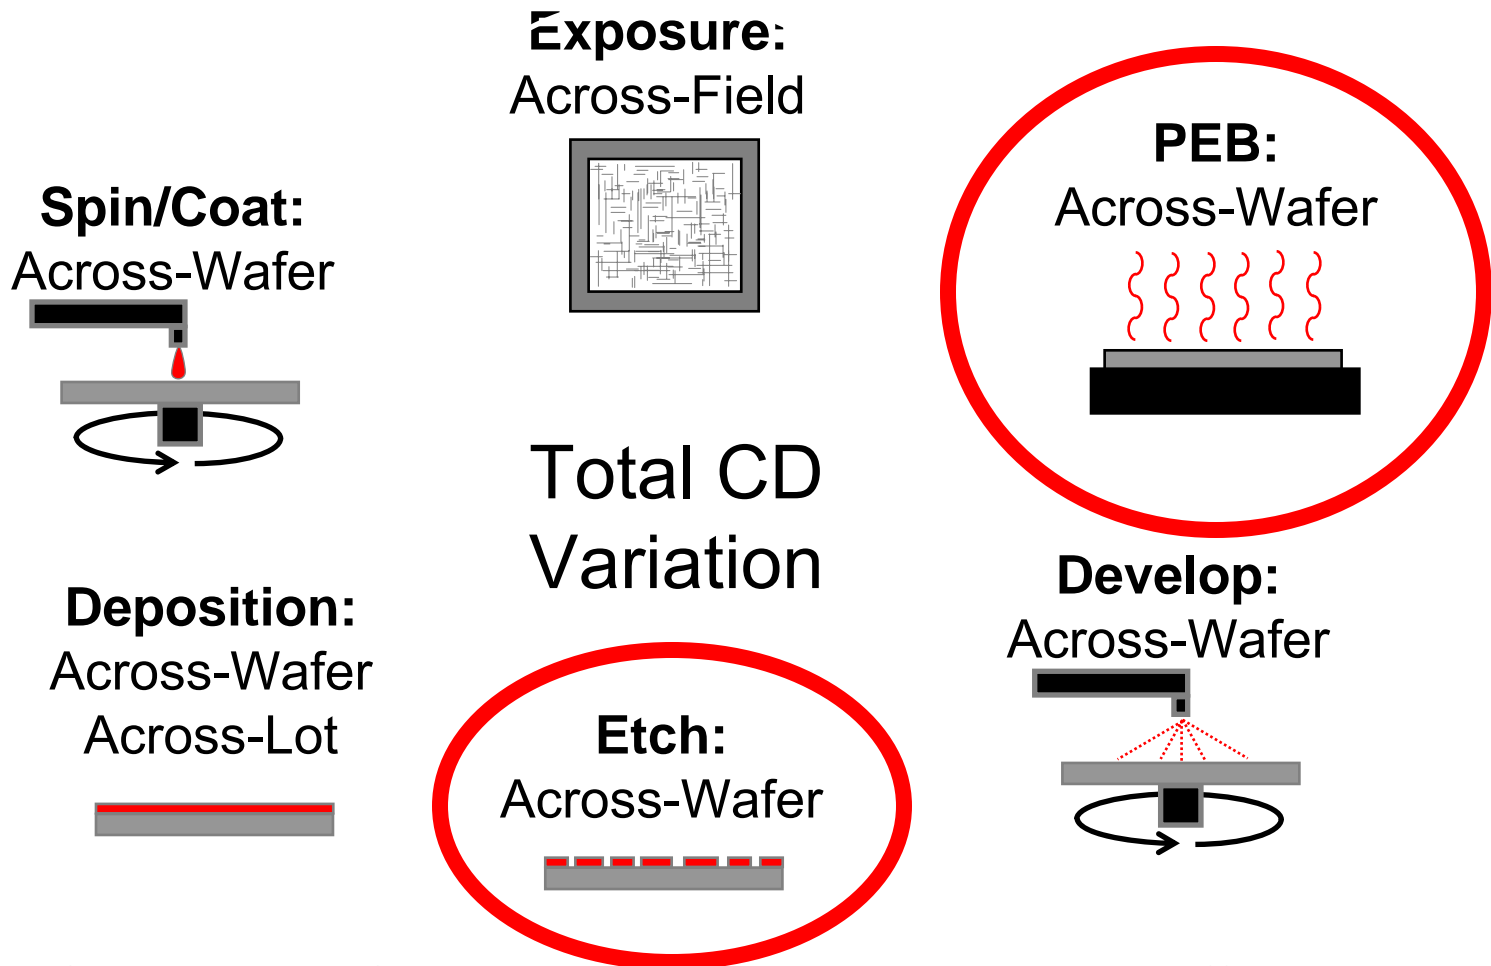 Exposure:
Across-Field
PEB:
Across-Wafer
Spin/Coat:
Across-Wafer
Total CD
Variation
Develop:
Across-Wafer
Deposition:
Across-Wafer
Across-Lot
Etch:
Across-Wafer